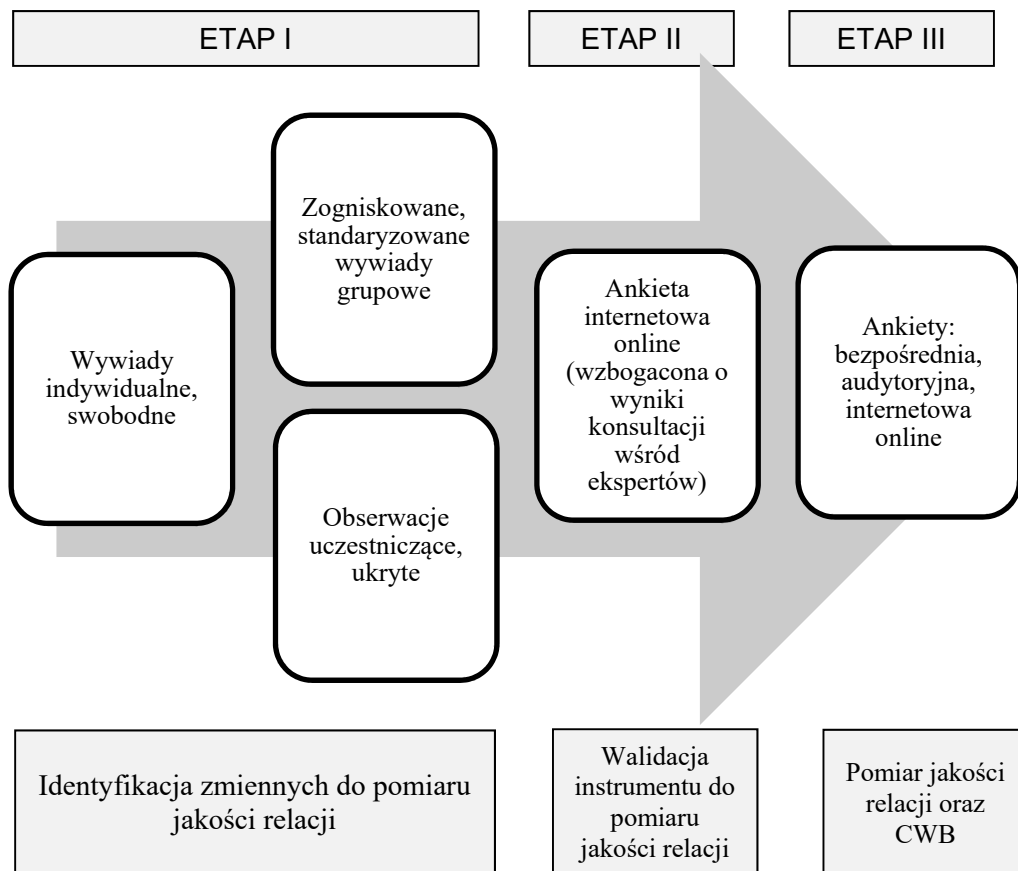 ETAP I
ETAP II
ETAP III
Wywiady
indywidualne,
swobodne
Zogniskowane,
standaryzowane
wywiady
grupowe
Obserwacje
uczestniczące,
ukryte
Ankieta
internetowa
online
(wzbogacona o
wyniki
konsultacji
wśród
ekspertów)
Ankiety:
bezpośrednia,
audytoryjna,
internetowa
online
Identyfikacja zmiennych do pomiaru
jakości relacji
Walidacja
instrumentu do
pomiaru
jakości relacji
Pomiar jakości
relacji oraz
CWB